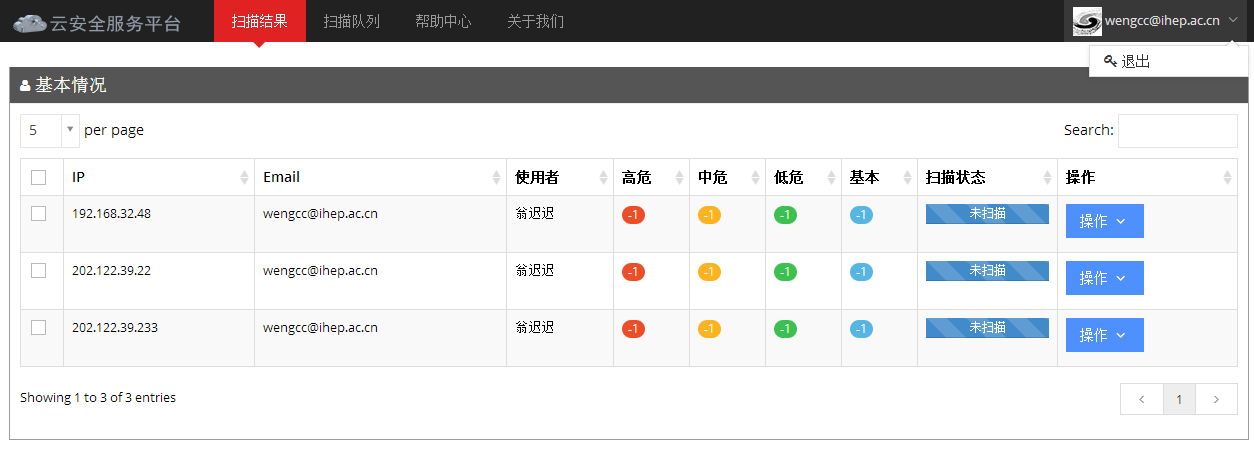 云安全服务平台 扫描结果 扫描队列 帮助中心 关于我们 wengcc@ihep.ac.cn
退出
基本情况
5 per page Search:
IP Email 使用者 高危 中危 低危 基本 扫描状态 操作
192.168.32.48 wengcc@ihep.ac.cn 翁迟迟 -1 -1 -1 -1 未扫描 操作
202.122.39.22 wengcc@ihep.ac.cn 翁迟迟 -1 -1 -1 -1 未扫描 操作
202.122.39.233 wengcc@ihep.ac.cn 翁迟迟 -1 -1 -1 -1 未扫描 操作
Showing 1 to 3 of 3 entries 1